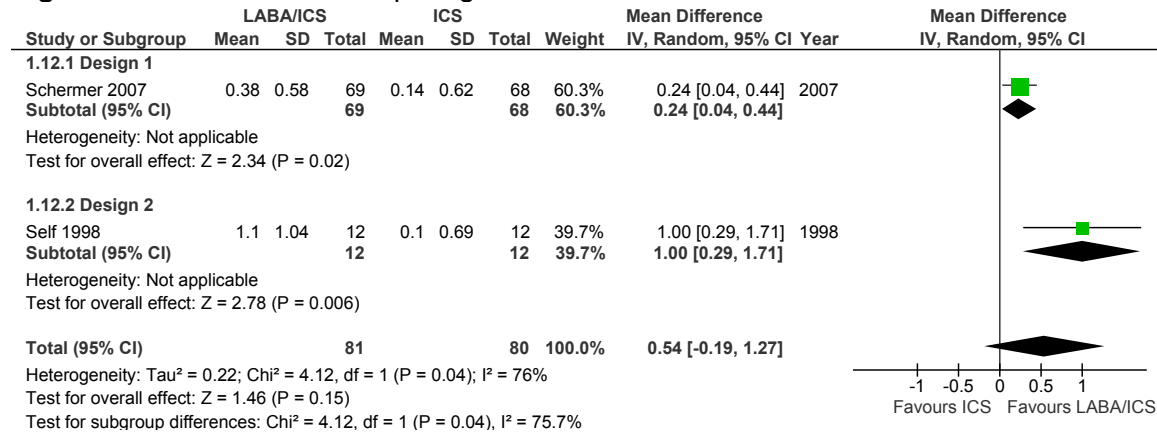 LABA/ICS ICS Mean Difference Mean Difference
Study or Subgroup Mean SD Total Mean SD Total Weight IV, Random, 95% CI Year IV, Random, 95% CI
1.12.1 Design 1
Schermer 2007 0.38 0.58 69 0.14 0.62 68 60.3% 0.24 [0.04, 0.44] 2007
Subtotal (95% CI) 69 68 60.3% 0.24 [0.04, 0.44]
Heterogeneity: Not applicable
Test for overall effect: Z = 2.34 (P = 0.02)
1.12.2 Design 2
Self 1998 1.1 1.04 12 0.1 0.69 12 39.7% 1.00 [0.29, 1.71] 1998
Subtotal (95% CI) 12 12 39.7% 1.00 [0.29, 1.71]
Heterogeneity: Not applicable
Test for overall effect: Z = 2.78 (P = 0.006)
Total (95% CI) 81 80 100.0% 0.54 [-0.19, 1.27]
Heterogeneity: Tau² = 0.22; Chi² = 4.12, df = 1 (P = 0.04); I² = 76%
Test for overall effect: Z = 1.46 (P = 0.15)
Test for subgroup differences: Chi² = 4.12, df = 1 (P = 0.04), I² = 75.7%
-1 -0.5 0 0.5 1
Favours ICS Favours LABA/ICS